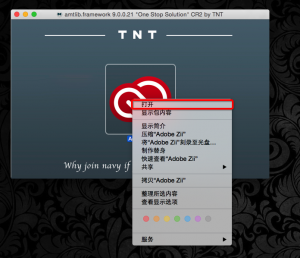 amtlib.framework 9.0.0.21 "One Stop Solution" CR2 by TNT
TNT
打开
显示包内容
显示简介
压缩"Adobe Zii"
将"Adobe Zii"刻录至光盘...
制作替身
快速查看"Adobe Zii"
共享
拷贝"Adobe Zii"
整理所选内容
查看显示选项
服务
Why join navy if